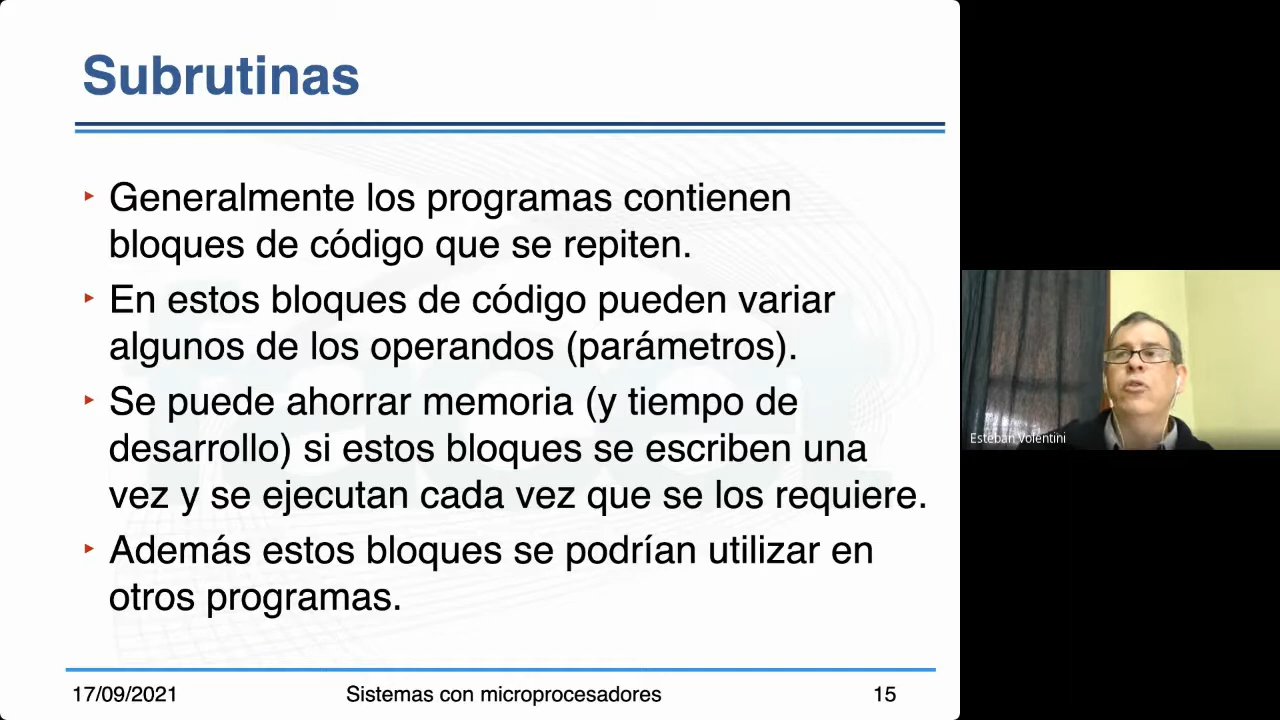 Subrutinas
Generalmente los programas contienen
bloques de código que se repiten.
En estos bloques de código pueden variar
algunos de los operandos (parámetros).
Se puede ahorrar memoria (y tiempo de
desarrollo) si estos bloques se escriben una
vez y se ejecutan cada vez que se los requiere.
Además estos bloques se podrían utilizar en
otros programas.
17/09/2021 Sistemas con microprocesadores 15
Esteban Volentini